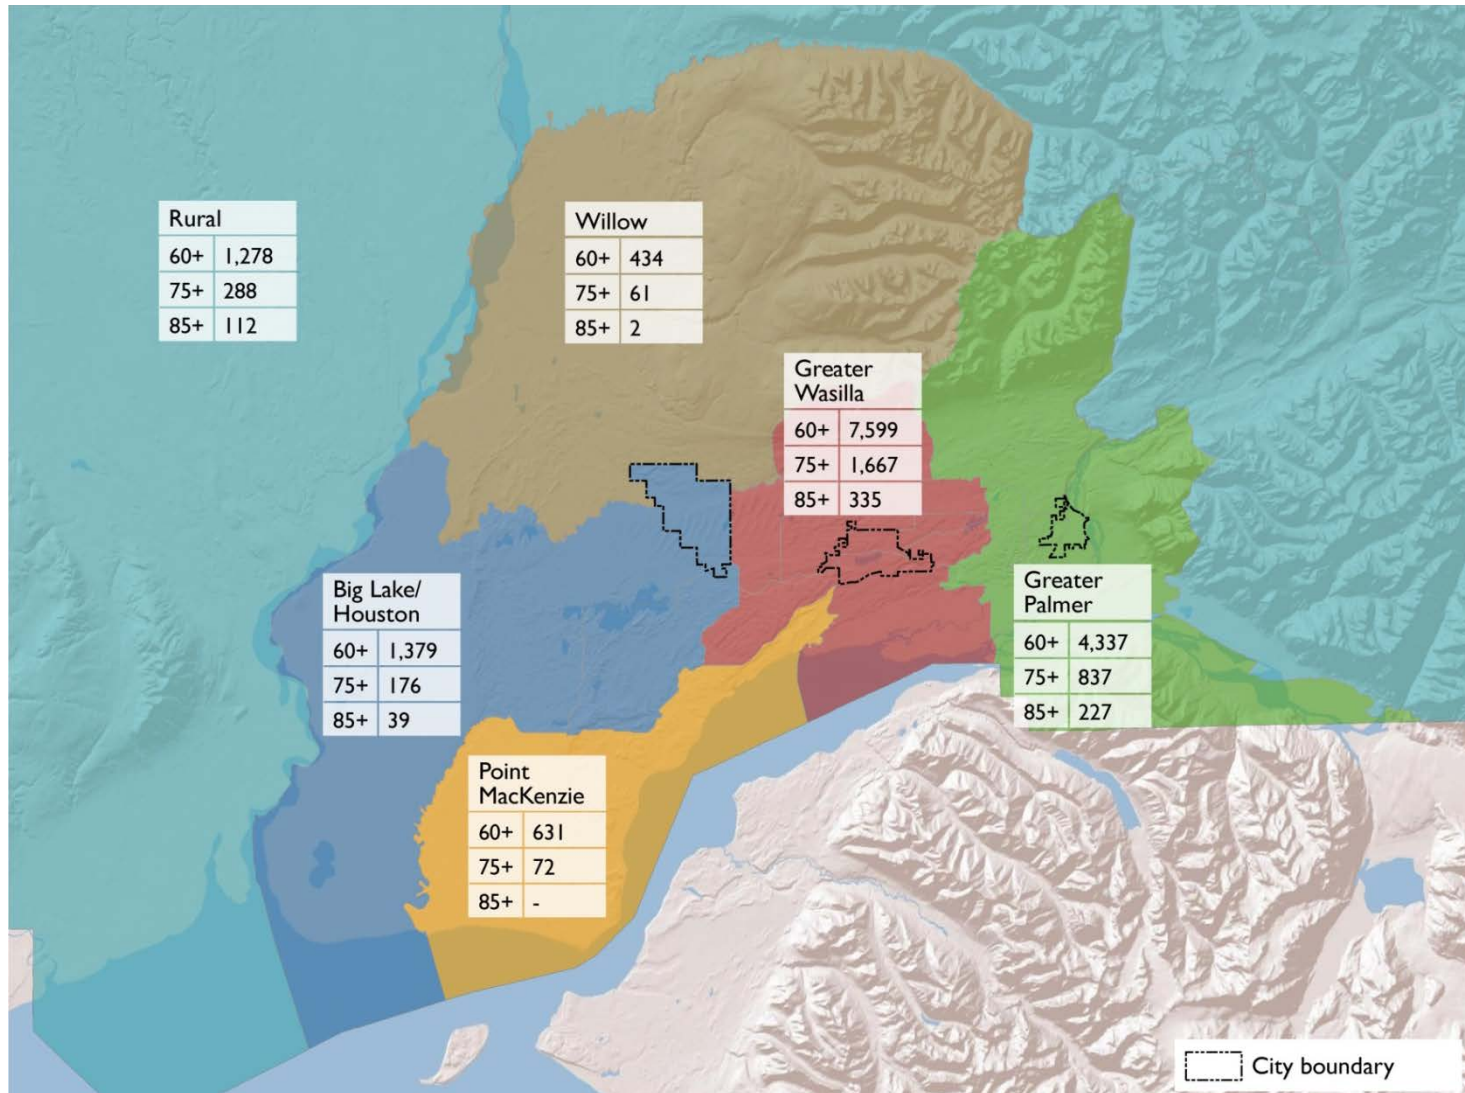 Rural
60+ 1,278
75+ 288
85+ 112
Willow
60+ 434
75+ 61
85+ 2
Greater
Wasilla
60+ 7,599
75+ 1,667
85+ 335
Big Lake/
Houston
60+ 1,379
75+ 176
85+ 39
Greater
Palmer
60+ 4,337
75+ 837
85+ 227
Point
MacKenzie
60+ 631
75+ 72
85+ -
City boundary